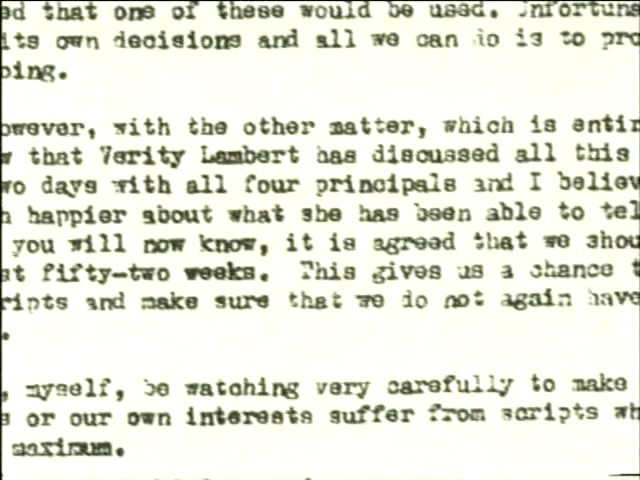 ed that one of these would be used. Unfortuna
its own decisions and all we can do is to pro
ping.
owever, with the other matter, which is entir
w that Verity Lambert has discussed all this
wo days with all four principals and I believ
h happier about what she has been able to tel
you will now know, it is agreed that we shou
at fifty-two weeks. This gives us a chance t
ripts and make sure that we do not again have
.
, myself, be watching very carefully to make
s or our own interests suffer from scripts wh
maximum.